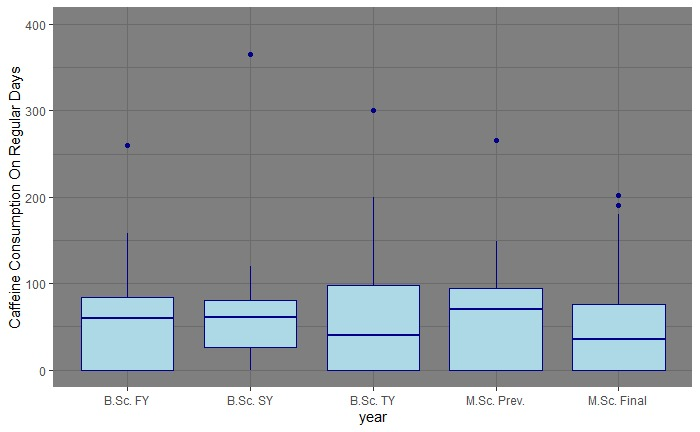 Caffeine Consumption On Regular Days
400
300
200
100
0
B.Sc. FY B.Sc. SY B.Sc. TY M.Sc. Prev. M.Sc. Final
year